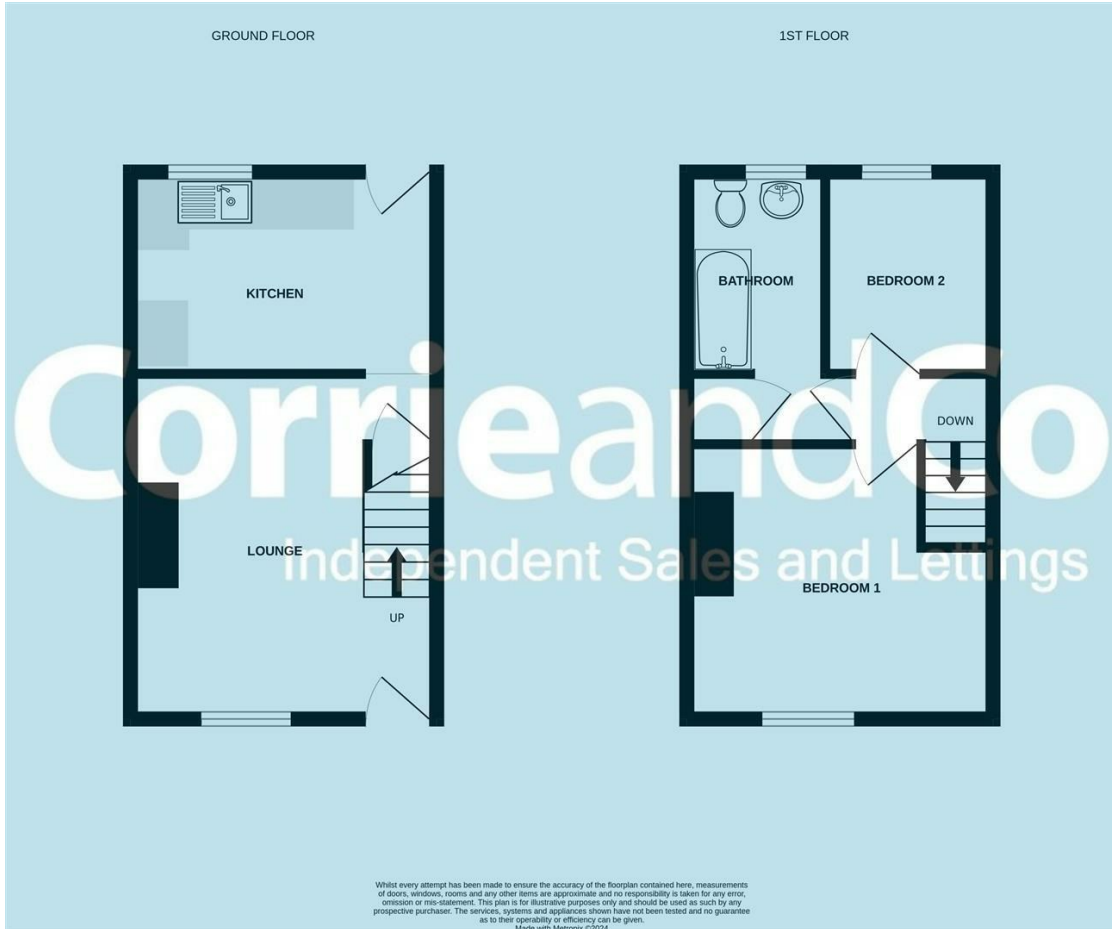 GROUND FLOOR
1ST FLOOR
KITCHEN
BATHROOM
BEDROOM 2
CorrieandCo
DOWN
LOUNGE
Independent Sales and Lettings
BEDROOM 1
UP
Whilst every attempt has been made to ensure the accuracy of the floorplan contained here, measurements
of doors, windows, rooms and any other items are approximate and no responsibility is taken for any error,
omission or mis-statement. This plan is for illustrative purposes only and should be used as such by any
prospective purchaser. The services, systems and appliances shown have not been tested and no guarantee
as to their operability or efficiency can be given.
Made with Metropix ©2024